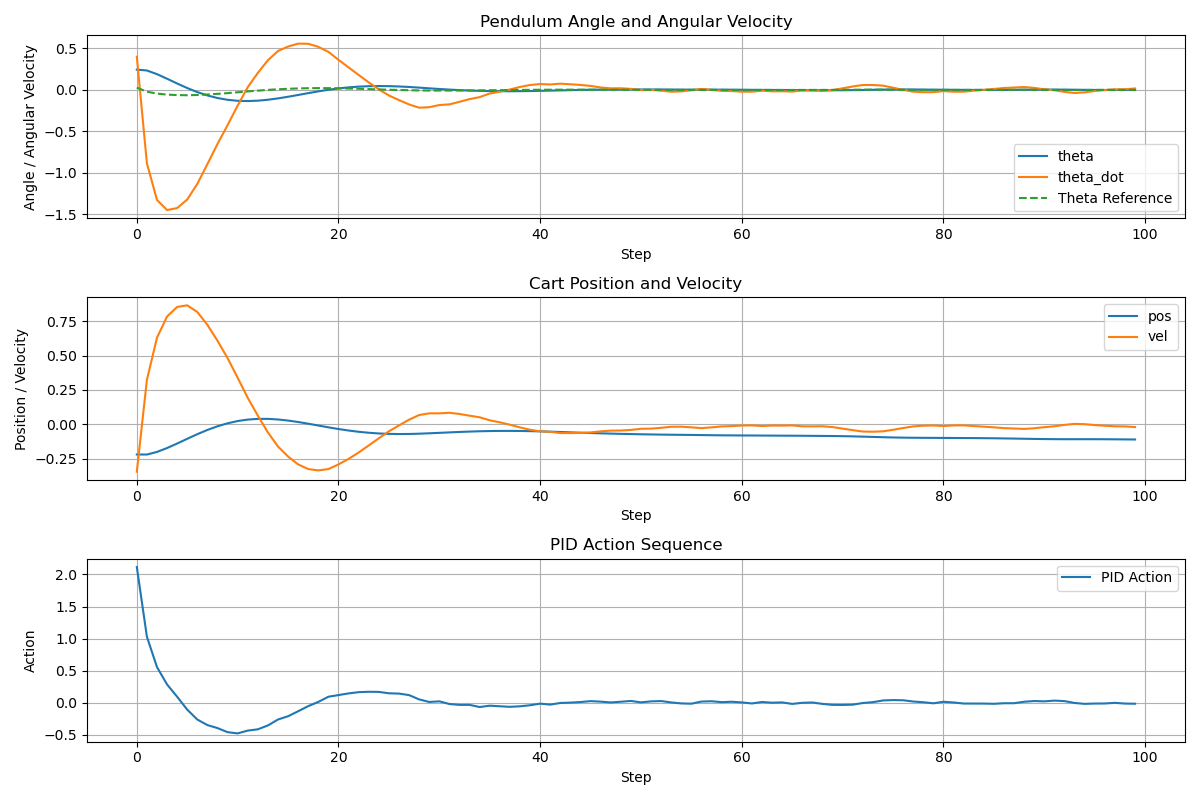 Pendulum Angle and Angular Velocity
Angle / Angular Velocity
0.5
0.0
−0.5
−1.0
−1.5
theta
theta_dot
Theta Reference
0 20 40 60 80 100
Step
Cart Position and Velocity
Position / Velocity
0.75
0.50
0.25
0.00
−0.25
pos
vel
0 20 40 60 80 100
Step
PID Action Sequence
Action
2.0
1.5
1.0
0.5
0.0
−0.5
PID Action
0 20 40 60 80 100
Step